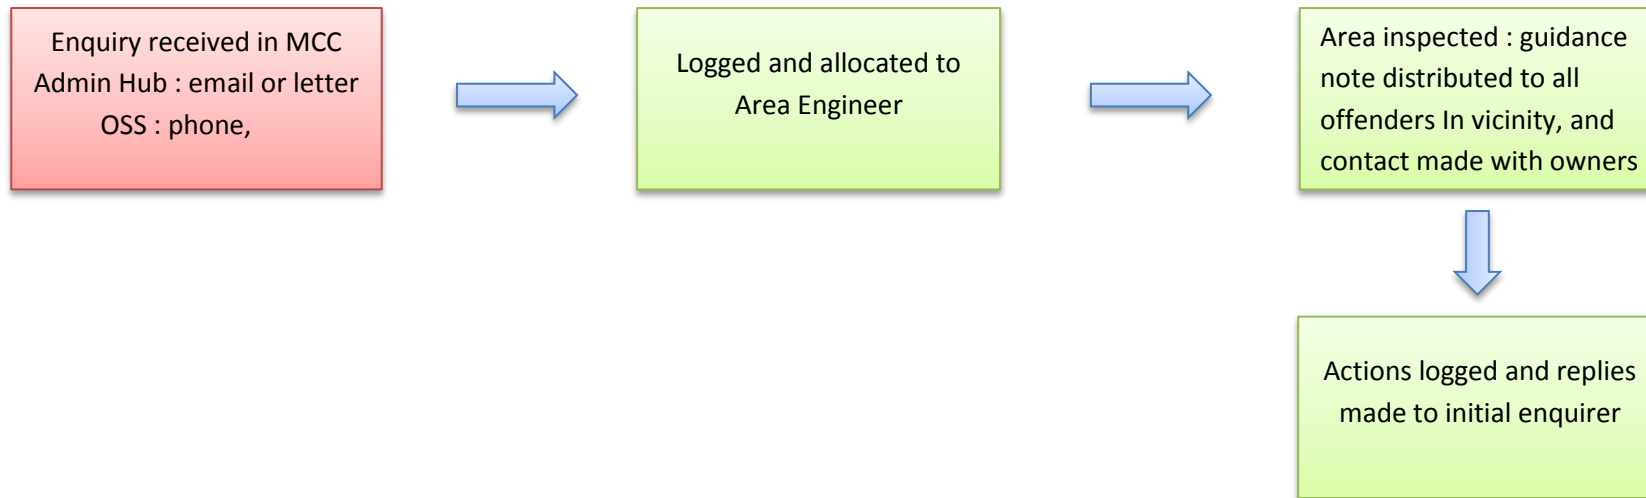 Enquiry received in MCC
Admin Hub : email or letter
OSS : phone,
Logged and allocated to
Area Engineer
Area inspected : guidance
note distributed to all
offenders In vicinity, and
contact made with owners
Actions logged and replies
made to initial enquirer